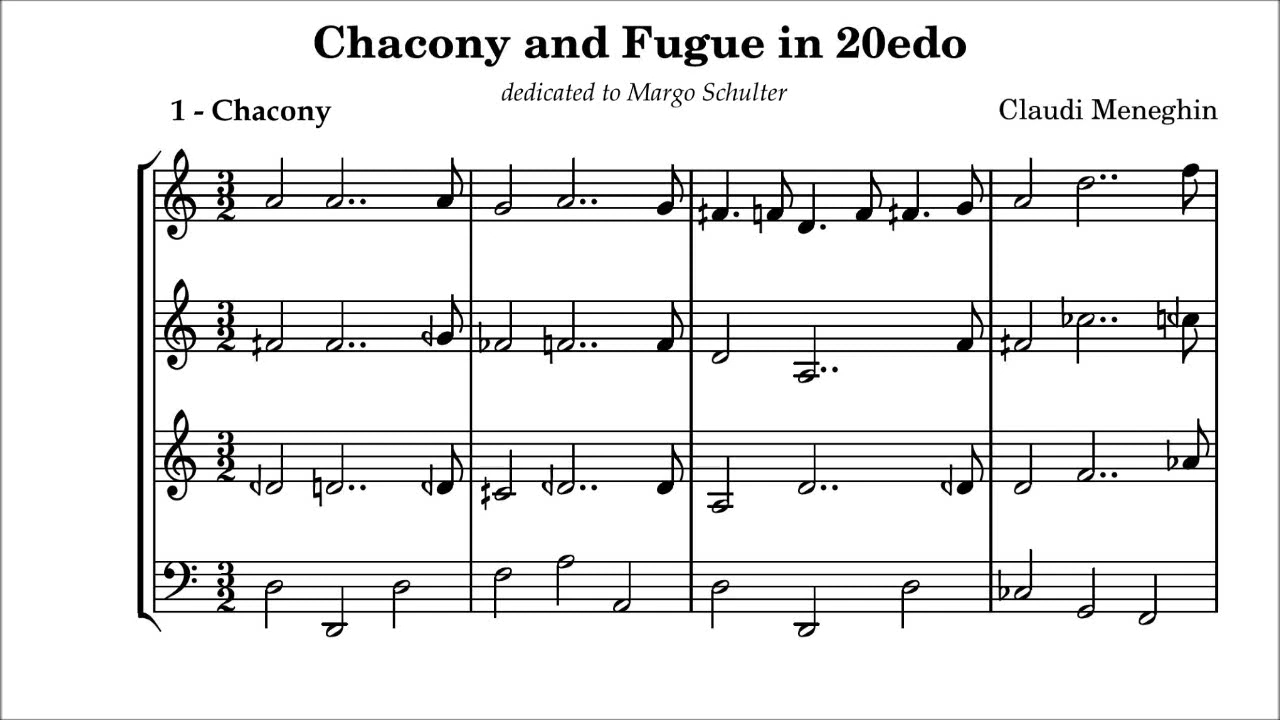 Chacony and Fugue in 20edo
dedicated to Margo Schulter
1 - Chacony
Claudi Meneghin